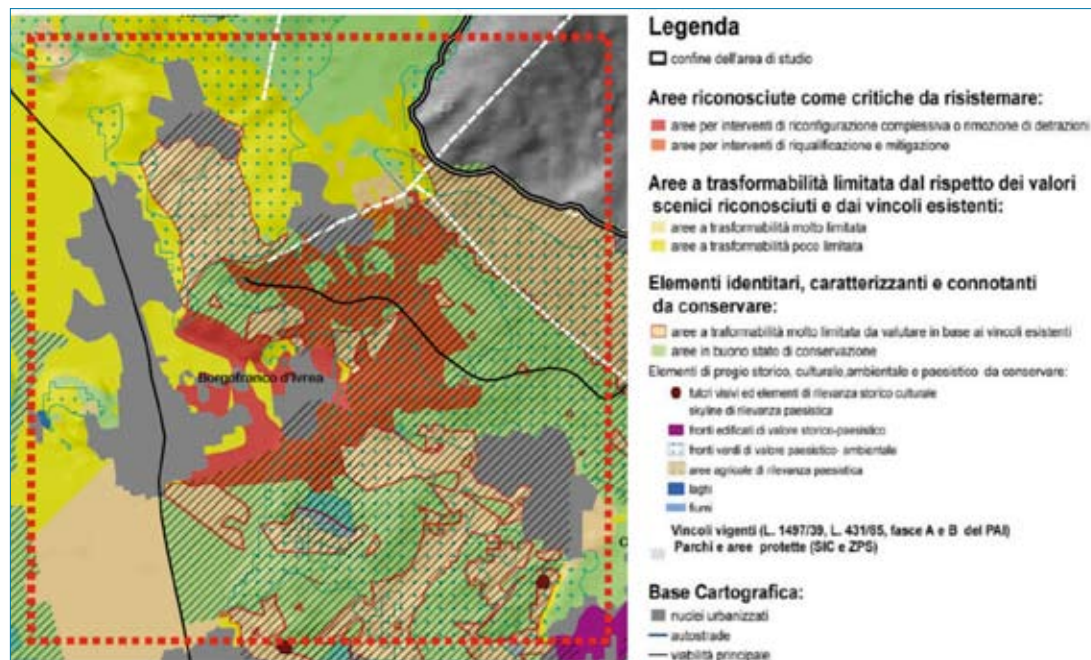 Borgofranco d'Ivrea
Legenda
confine dell'area di studio
Aree riconosciute come critiche da risistemare:
aree per interventi di riconfigurazione complessiva o rimozione di detrazioni
aree per interventi di riqualificazione e mitigazione
Aree a trasformabilità limitata dal rispetto dei valori
scenici riconosciuti e dai vincoli esistenti:
aree a trasformabilità molto limitata
aree a trasformabilità poco limitata
Elementi identitari, caratterizzanti e connotanti
da conservare:
aree a traformabilità molto limitata da valutare in base ai vincoli esistenti
aree in buono stato di conservazione
Elementi di pregio storico, culturale,ambientale e paesistico da conservare:
fulcri visivi ed elementi di rilevanza storico culturale
skyline di rilevanza paesistica
fronti edificati di valore storico-paesistico
fronti verdi di valore paesistico ambientale
aree agricole di rilevanza paesistica
laghi
fiumi
Vincoli vigenti (L. 1497/39, L. 431/85, fasce A e B del PAI)
Parchi e aree protette (SIC e ZPS)
Base Cartografica:
nuclei urbanizzati
autostrade
viabilità principale